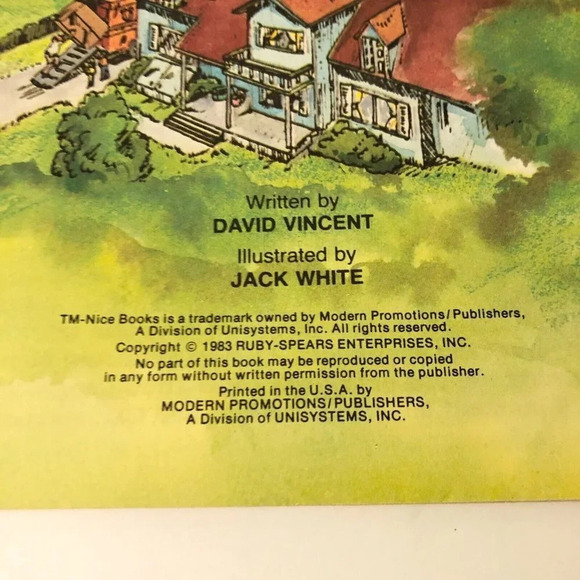 Written by
DAVID VINCENT
Illustrated by
JACK WHITE
TM-Nice Books is a trademark owned by Modern Promotions/Publishers,
A Division of Unisystems, Inc. All rights reserved.
Copyright © 1983 RUBY-SPEARS ENTERPRISES, INC.
No part of this book may be reproduced or copied
in any form without written permission from the publisher.
Printed in the U.S.A. by
MODERN PROMOTIONS/PUBLISHERS,
A Division of UNISYSTEMS, INC.